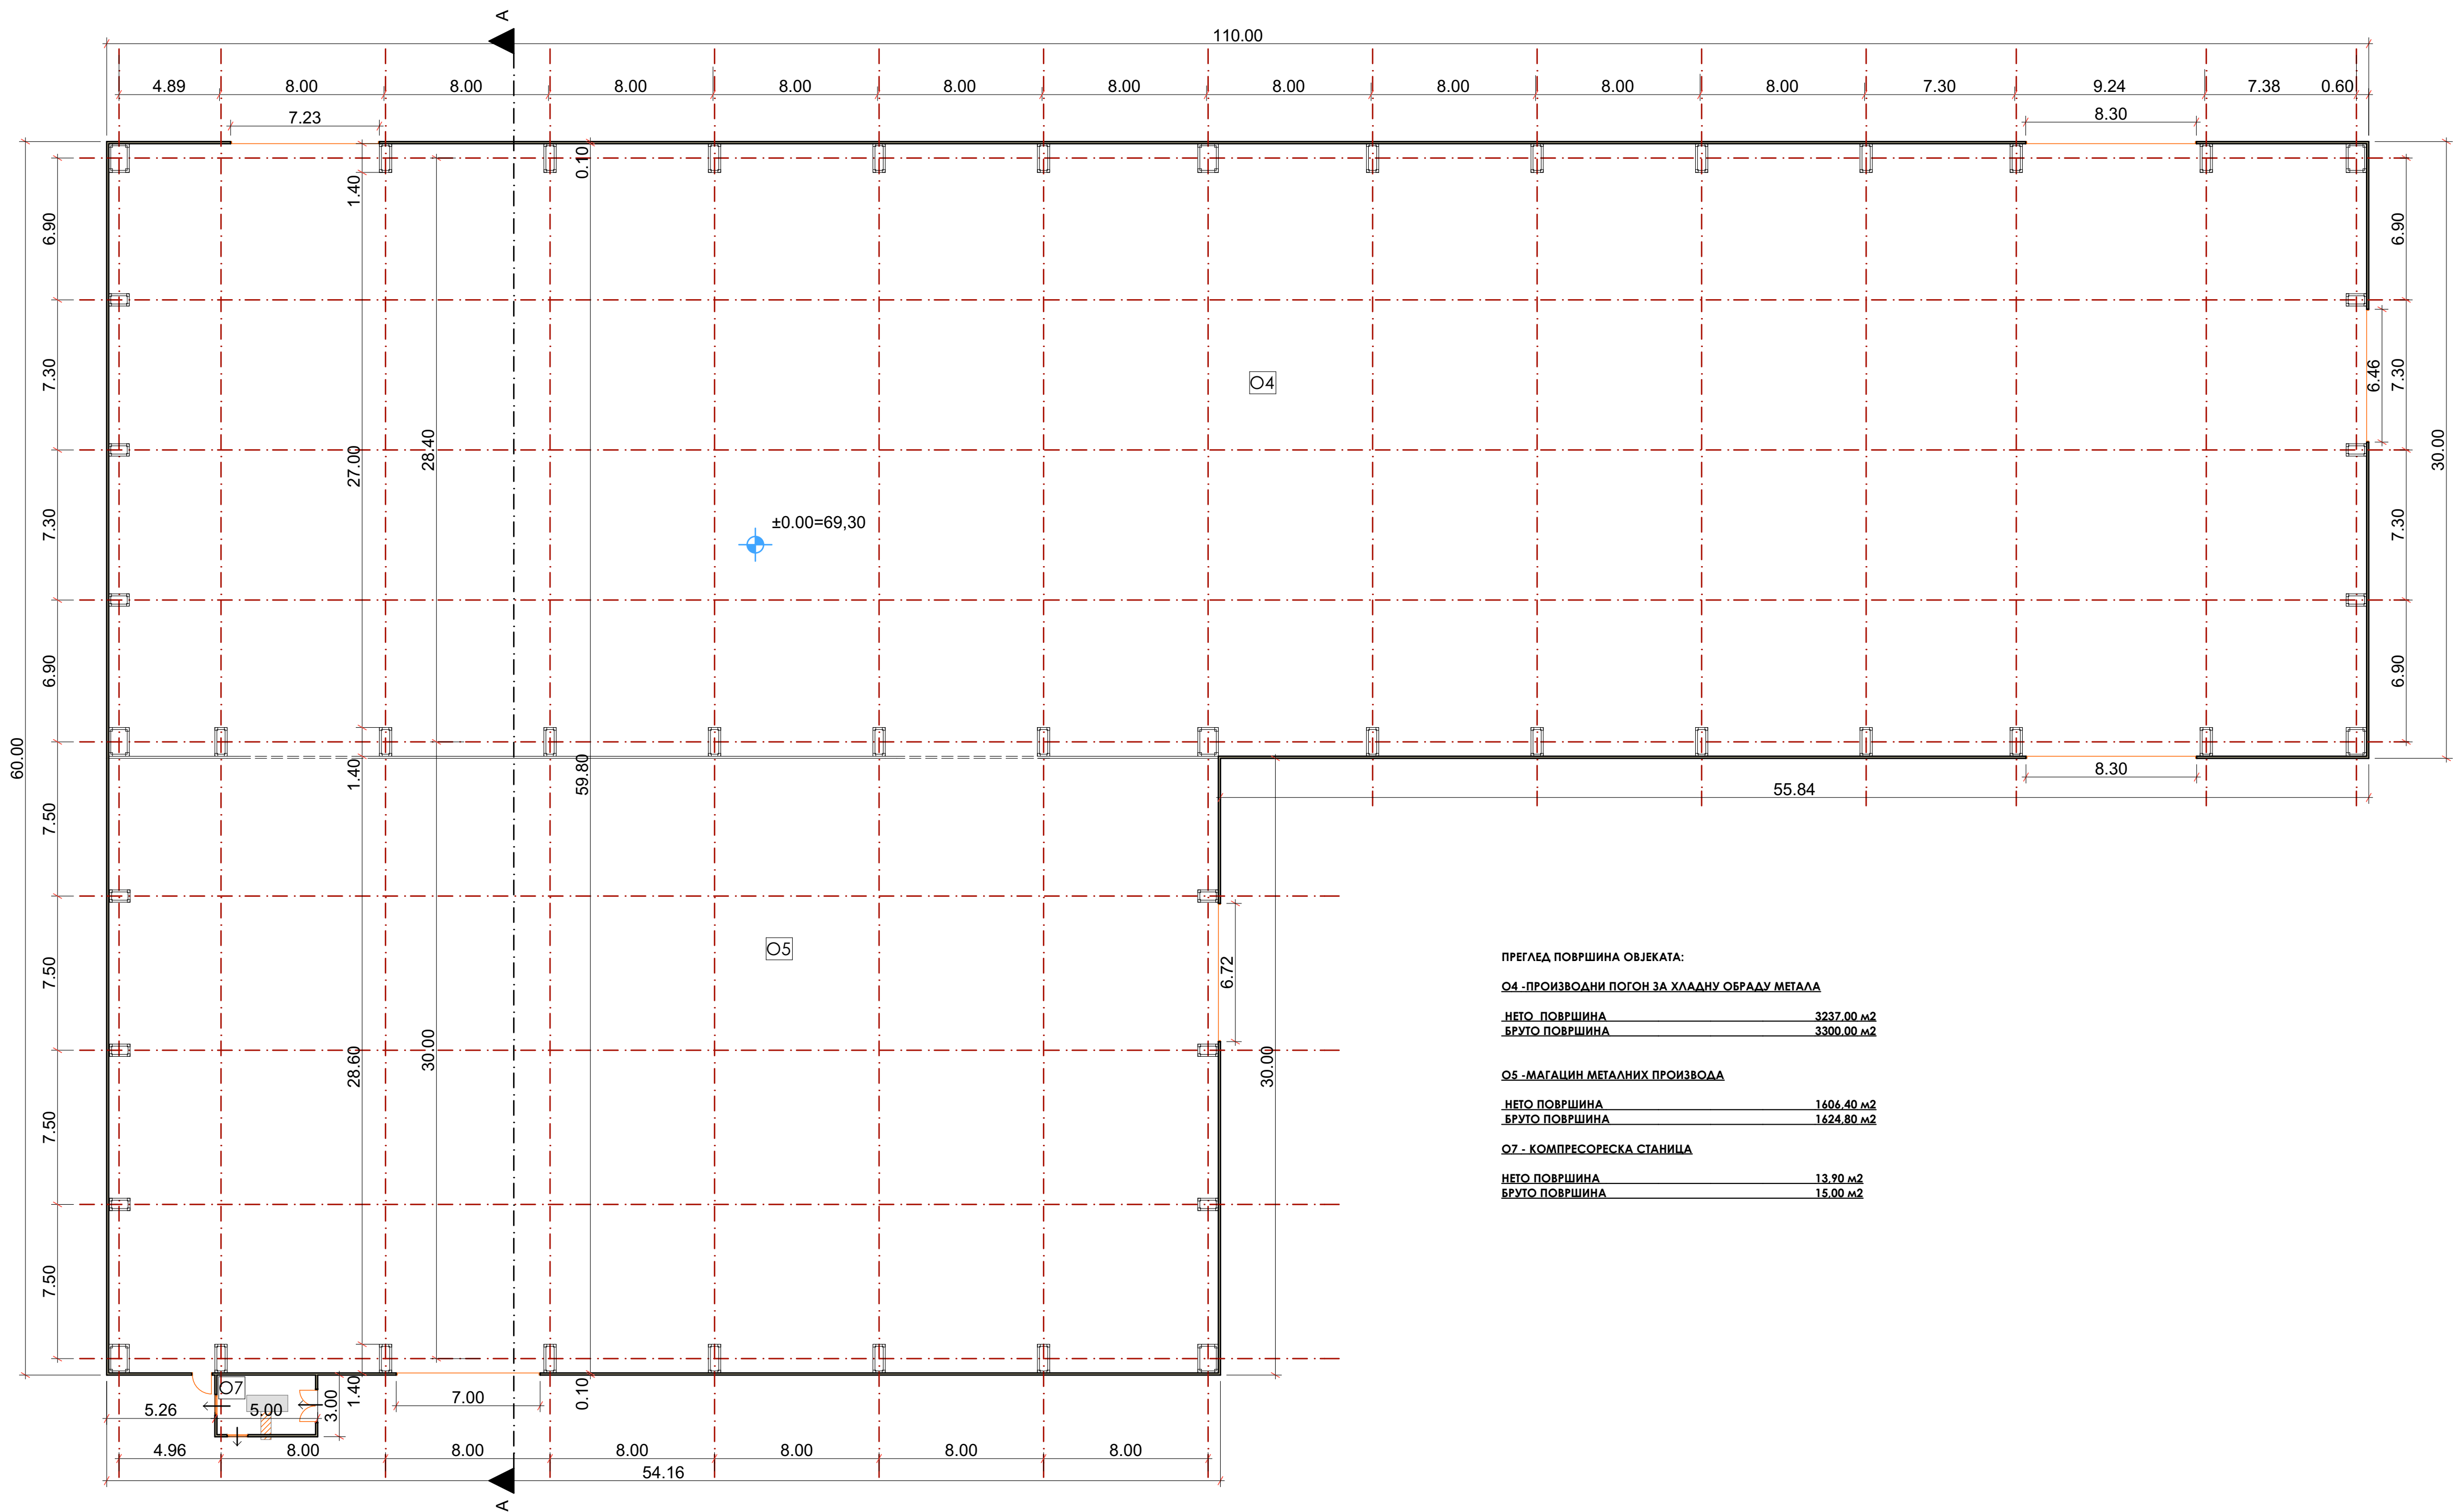 A
110.00
4.89 8.00 8.00 8.00 8.00 8.00 8.00 8.00 8.00 8.00 8.00 7.30 9.24 7.38 0.60
7.23
8.30
0.10
1.40
6.90
6.90
7.30
6.46
7.30
О4
27.00
28.40
30.00
±0.00=69,30
7.30
7.30
6.90
6.90
60.00
1.40
59.80
8.30
55.84
7.50
О5
7.50
6.72
28.60
30.00
30.00
7.50
7.50
ПРЕГЛЕД ПОВРШИНА ОВЈЕКАТА:
О4 -ПРОИЗВОДНИ ПОГОН ЗА ХЛАДНУ ОБРАДУ МЕТАЛА
НЕТО ПОВРШИНА 3237.00 м2
БРУТО ПОВРШИНА 3300.00 м2
О5 -МАГАЦИН МЕТАЛНИХ ПРОИЗВОДА
НЕТО ПОВРШИНА 1606,40 м2
БРУТО ПОВРШИНА 1624,80 м2
О7 - КОМПРЕСОРЕСКА СТАНИЦА
НЕТО ПОВРШИНА 13.90 м2
БРУТО ПОВРШИНА 15.00 м2
О7
1.40
0.10
7.00
5.26 5.00 3.00
4.96 8.00 8.00 8.00 8.00 8.00 8.00
54.16
A